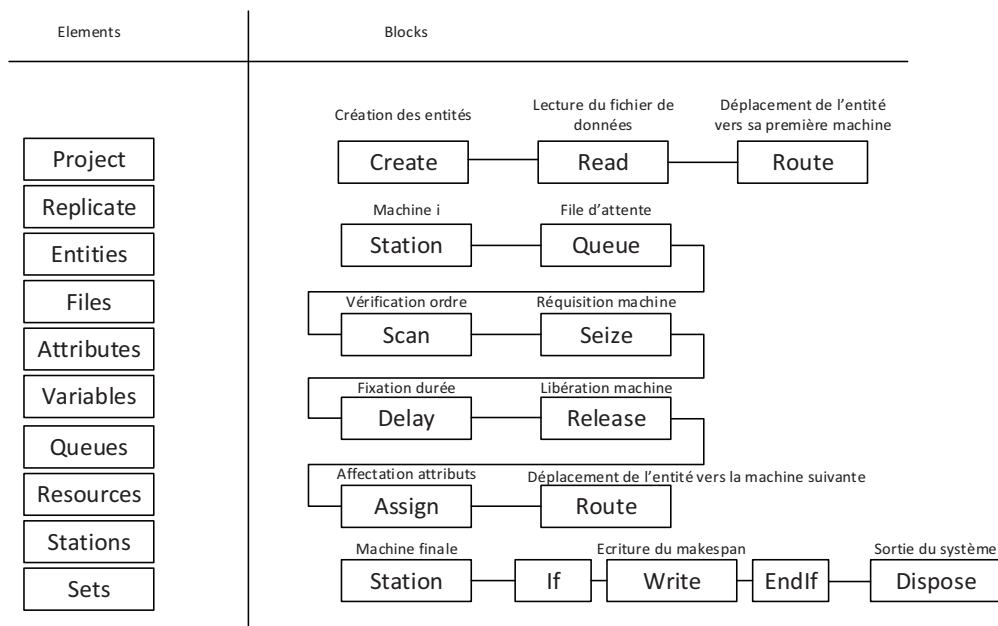 Elements
Blocks
Project
Replicate
Entities
Files
Attributes
Variables
Queues
Resources
Stations
Sets
Création des entités
Lecture du fichier de
données
Déplacement de l'entité
vers sa première machine
Create
Read
Route
Machine i
File d'attente
Station
Queue
Vérification ordre
Réquisition machine
Scan
Seize
Fixation durée
Libération machine
Delay
Release
Affectation attributs
Déplacement de l'entité vers la machine suivante
Assign
Route
Machine finale
Ecriture du makespan
Sortie du système
Station
If
Write
EndIf
Dispose